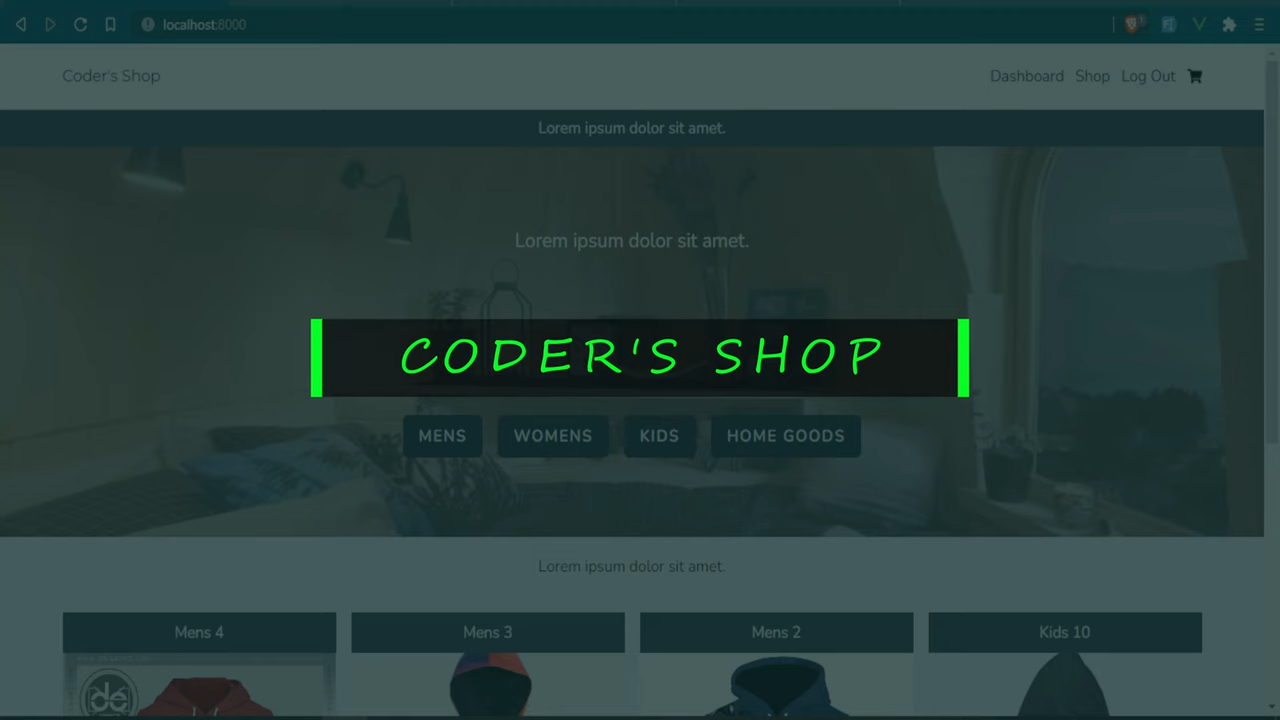 localhost:8000
Coder's Shop
Dashboard Shop Log Out
Lorem ipsum dolor sit amet.
Lorem ipsum dolor sit amet.
CODER'S SHOP
MENS WOMENS KIDS HOME GOODS
Lorem ipsum dolor sit amet.
Mens 4 Mens 3 Mens 2 Kids 10